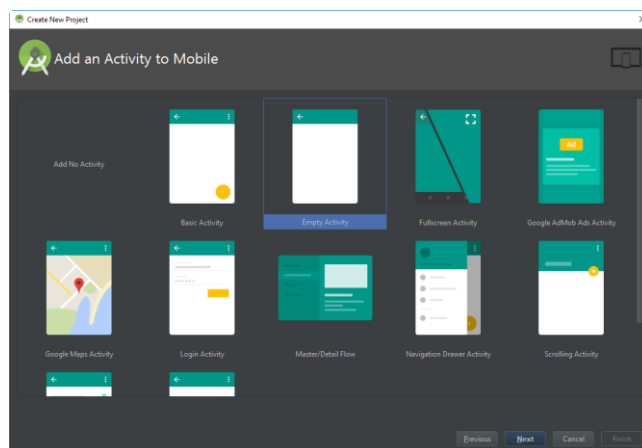 Create New Project
Add an Activity to Mobile
Add No Activity
Basic Activity
Empty Activity
Fullscreen Activity
Ad
Google AdMob Ads Activity
Google Maps Activity
Login Activity
Master/Detail Flow
Navigation Drawer Activity
Scrolling Activity
Previous
Next
Cancel
Finish